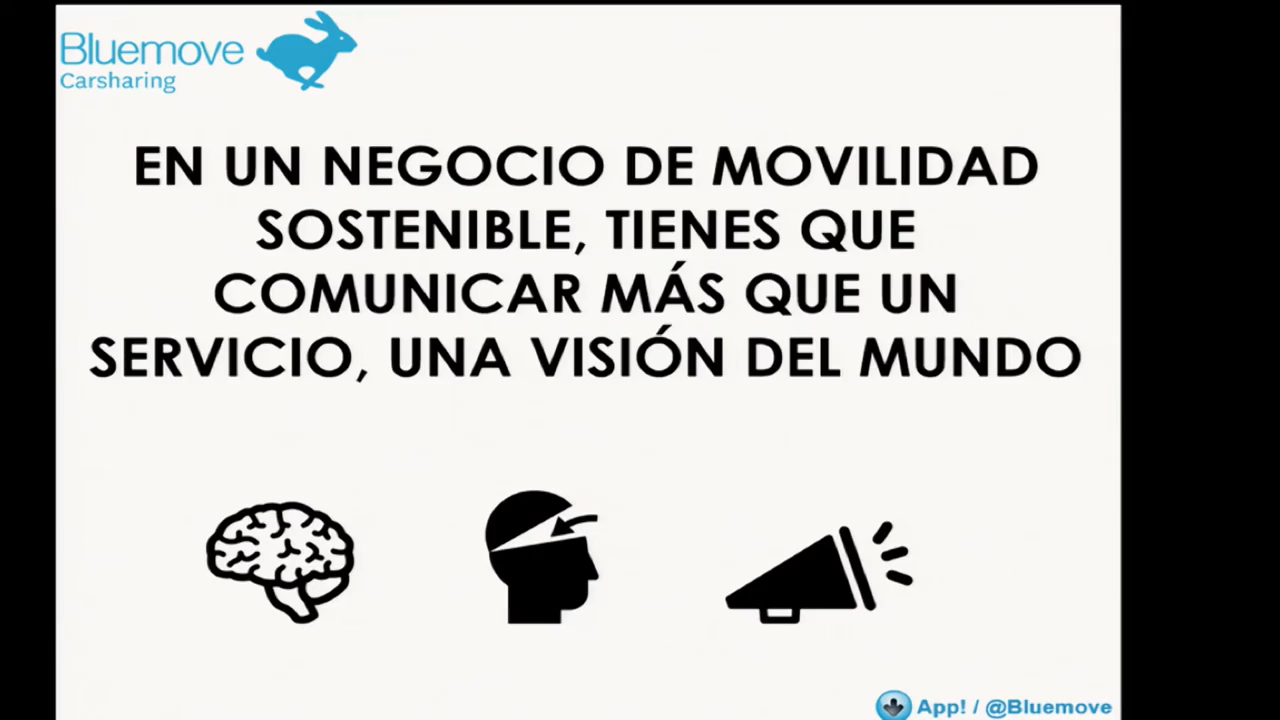 Bluemove
Carsharing
EN UN NEGOCIO DE MOVILIDAD
SOSTENIBLE, TIENES QUE
COMUNICAR MÁS QUE UN
SERVICIO, UNA VISIÓN DEL MUNDO
App! / @Bluemove